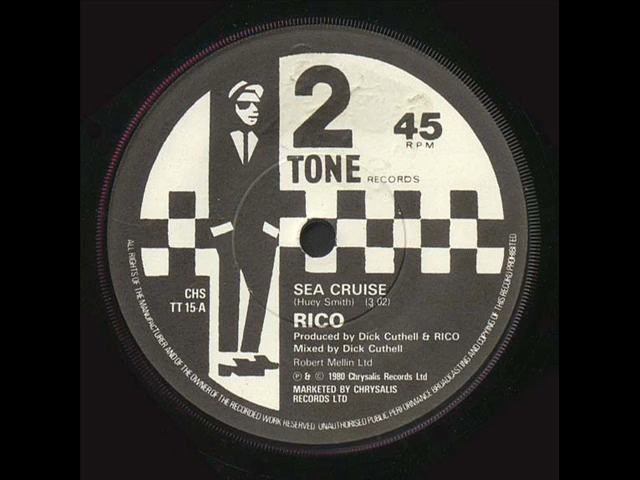 2
TONE RECORDS
45
RPM
CHS
TT 15-A
SEA CRUISE
(Huey Smith) (3.02)
RICO
Produced by Dick Cuthell & RICO
Mixed by Dick Cuthell
Robert Mellin Ltd
℗ & © 1980 Chrysalis Records Ltd
MARKETED BY CHRYSALIS
RECORDS LTD
ALL RIGHTS OF THE MANUFACTURER AND OF THE OWNER OF THE RECORDED WORK RESERVED. UNAUTHORISED PUBLIC PERFORMANCE BROADCASTING AND COPYING OF THIS RECORD PROHIBITED